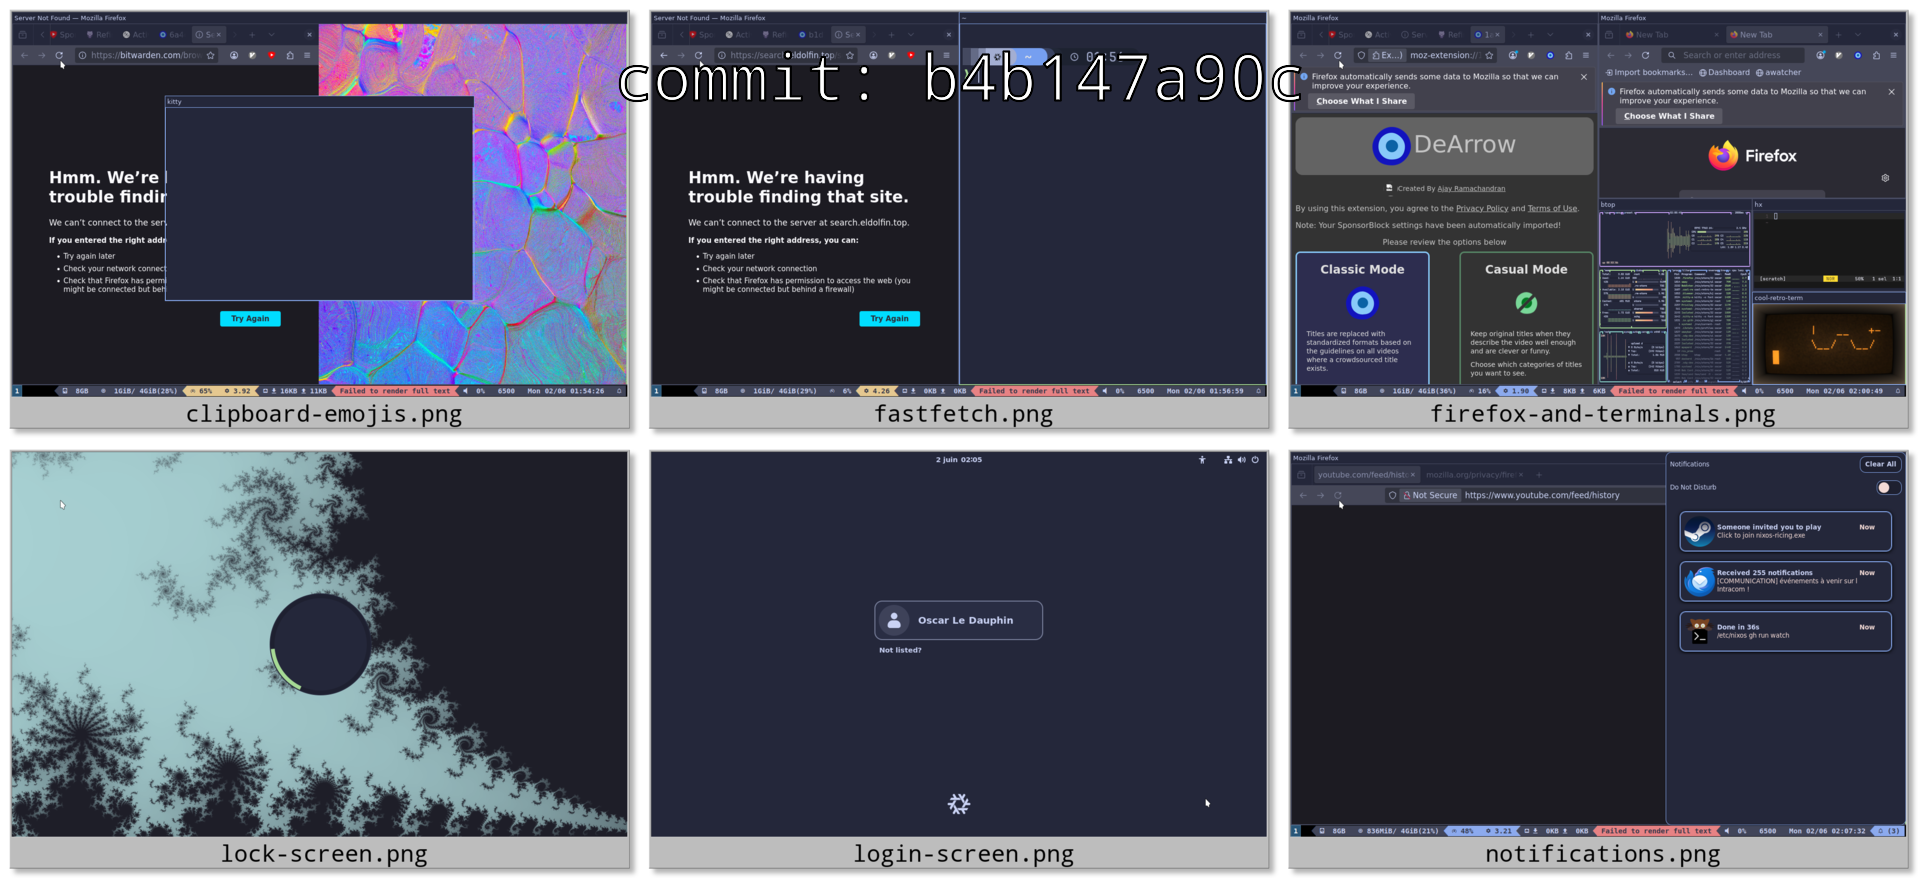 commit: b4b147a90c
Server Not Found — Mozilla Firefox
https://bitwarden.com/brow
kitty
Hmm. We're
trouble findin
We can't connect to the serv
If you entered the right addr
• Try again later
• Check your network connect
• Check that Firefox has perm
might be connected but beh
Try Again
1 8GB 1GiB/ 4GiB(28%) 65% 3.92 16KB 11KB Failed to render full text 0% 6500 Mon 02/06 01:54:26
clipboard-emojis.png
Server Not Found — Mozilla Firefox
~
https://search.eldolfin.top
~
Hmm. We're having
trouble finding that site.
We can't connect to the server at search.eldolfin.top.
If you entered the right address, you can:
• Try again later
• Check your network connection
• Check that Firefox has permission to access the web (you
might be connected but behind a firewall)
Try Again
1 8GB 1GiB/ 4GiB(29%) 6% 4.26 0KB 0KB Failed to render full text 0% 6500 Mon 02/06 01:56:59
fastfetch.png
Mozilla Firefox
Ex... moz-extension://
Firefox automatically sends some data to Mozilla so that we can
improve your experience.
Choose What I Share
DeArrow
Created By Ajay Ramachandran
By using this extension, you agree to the Privacy Policy and Terms of Use.
Note: Your SponsorBlock settings have been automatically imported!
Please review the options below
Classic Mode
Titles are replaced with
standardized formats based on
the guidelines on all videos
where a crowdsourced title
exists.
Casual Mode
Keep original titles when they
describe the video well enough
and are clever or funny.
Choose which categories of titles
you want to see.
Mozilla Firefox
New Tab
New Tab
Search or enter address
Import bookmarks... Dashboard awatcher
Firefox automatically sends some data to Mozilla so that we can
improve your experience.
Choose What I Share
Firefox
btop
hx
[scratch] 50% 1 sel 1:1
cool-retro-term
1 8GB 1GiB/ 4GiB(36%) 16% 1.90 8KB 6KB Failed to render full text 0% 6500 Mon 02/06 02:00:49
firefox-and-terminals.png
lock-screen.png
2 juin 02:05
Oscar Le Dauphin
Not listed?
login-screen.png
Mozilla Firefox
youtube.com/feed/hist
mozilla.org/privacy/fire
Not Secure https://www.youtube.com/feed/history
Notifications
Clear All
Do Not Disturb
Someone invited you to play Now
Click to join nixos-ricing.exe
Received 255 notifications Now
[COMMUNICATION] événements à venir sur l
Intracom !
Done in 36s Now
/etc/nixos gh run watch
1 8GB 836MiB/ 4GiB(21%) 48% 3.21 0KB 0KB Failed to render full text 0% 6500 Mon 02/06 02:07:32 (3)
notifications.png